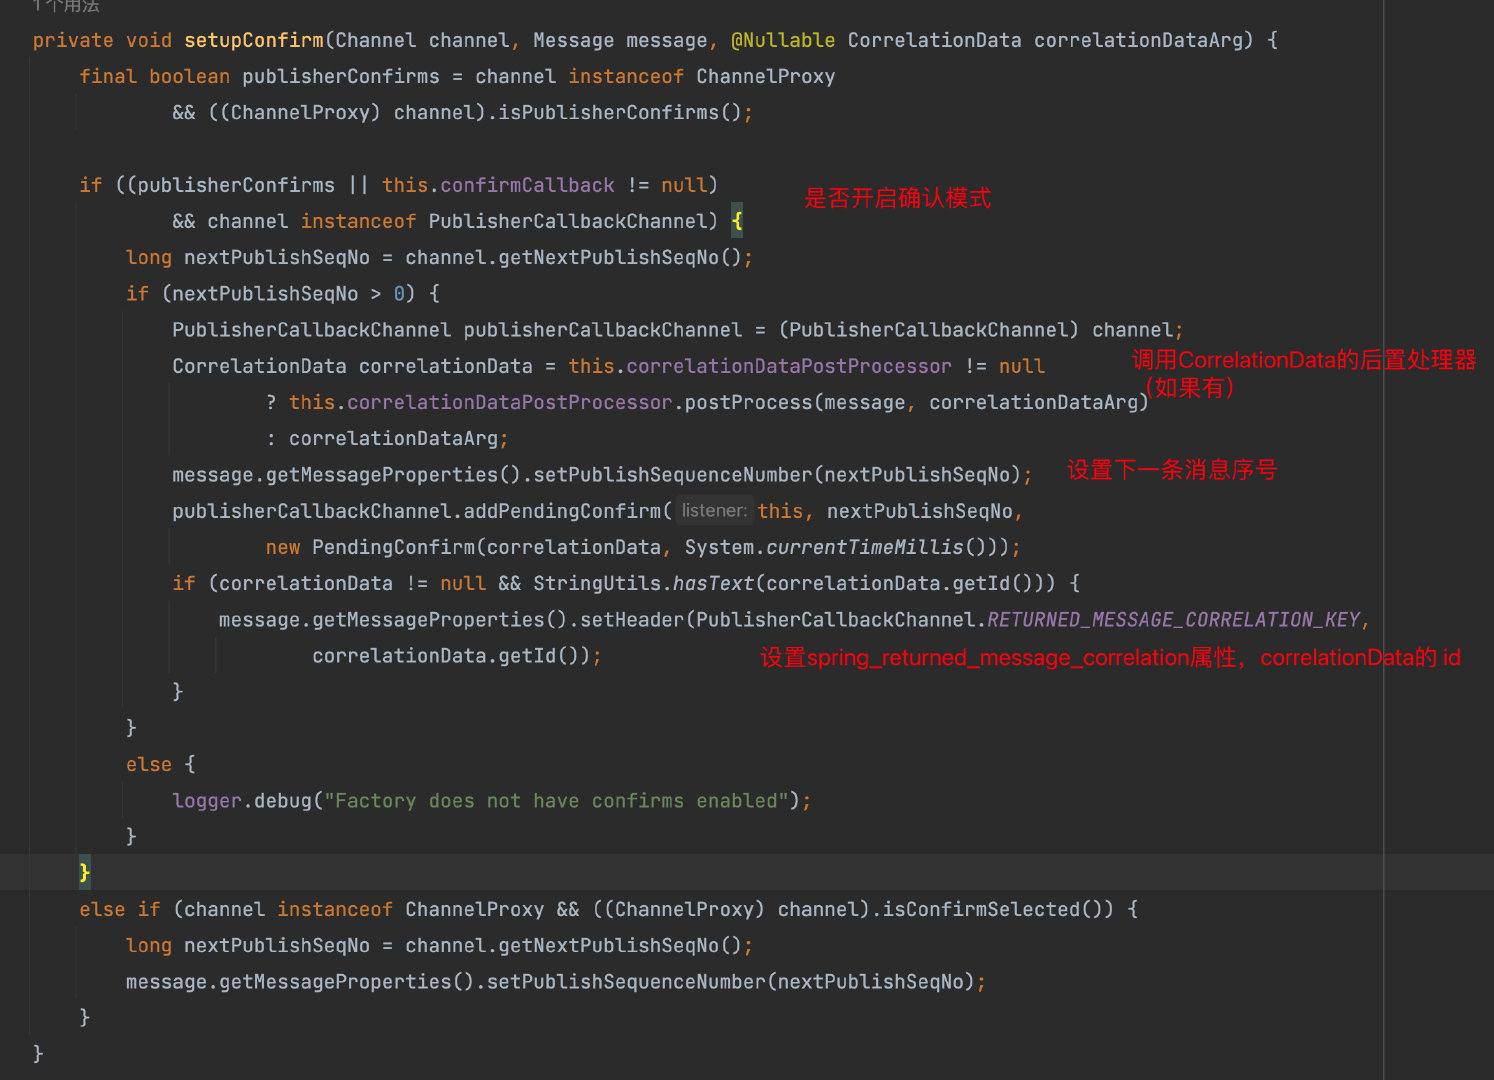 1个用法
private void setupConfirm(Channel channel, Message message, @Nullable CorrelationData correlationDataArg) {
final boolean publisherConfirms = channel instanceof ChannelProxy
&& ((ChannelProxy) channel).isPublisherConfirms();
if ((publisherConfirms || this.confirmCallback != null)
是否开启确认模式
&& channel instanceof PublisherCallbackChannel) {
long nextPublishSeqNo = channel.getNextPublishSeqNo();
if (nextPublishSeqNo > 0) {
PublisherCallbackChannel publisherCallbackChannel = (PublisherCallbackChannel) channel;
CorrelationData correlationData = this.correlationDataPostProcessor != null
调用CorrelationData的后置处理器
（如果有）
? this.correlationDataPostProcessor.postProcess(message, correlationDataArg)
: correlationDataArg;
message.getMessageProperties().setPublishSequenceNumber(nextPublishSeqNo);
设置下一条消息序号
publisherCallbackChannel.addPendingConfirm( listener: this, nextPublishSeqNo,
new PendingConfirm(correlationData, System.currentTimeMillis()));
if (correlationData != null && StringUtils.hasText(correlationData.getId())) {
message.getMessageProperties().setHeader(PublisherCallbackChannel.RETURNED_MESSAGE_CORRELATION_KEY,
correlationData.getId());
设置spring_returned_message_correlation属性，correlationData的 id
}
}
else {
logger.debug("Factory does not have confirms enabled");
}
}
else if (channel instanceof ChannelProxy && ((ChannelProxy) channel).isConfirmSelected()) {
long nextPublishSeqNo = channel.getNextPublishSeqNo();
message.getMessageProperties().setPublishSequenceNumber(nextPublishSeqNo);
}
}